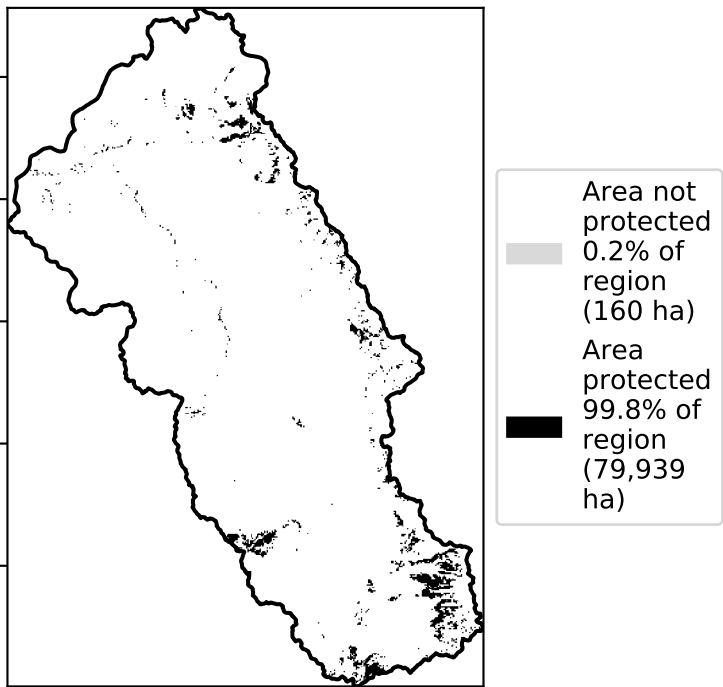 Area not
protected
0.2% of
region
(160 ha)
Area
protected
99.8% of
region
(79,939
ha)